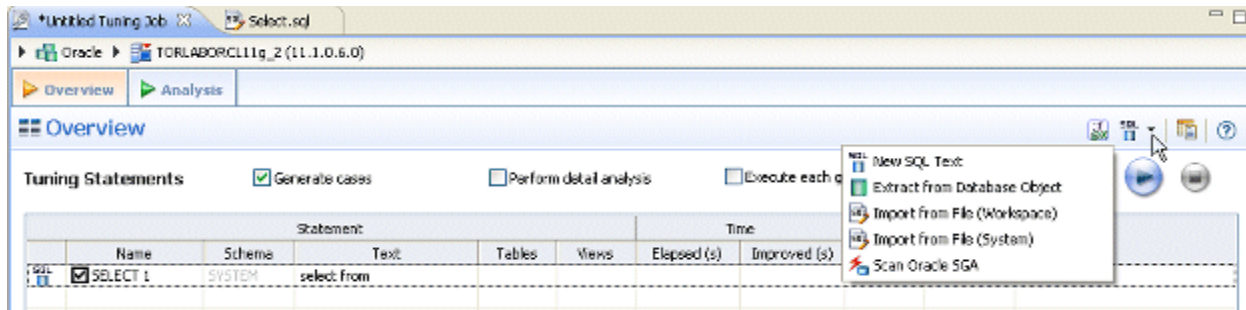 *Untitled Tuning Job Select.sql
Oracle TORLABORCL11g_2 (11.1.0.6.0)
Overview Analysis
Overview
Tuning Statements Generate cases Perform detail analysis Execute each
New SQL Text
Extract from Database Object
Import from File (Workspace)
Import from File (System)
Scan Oracle SGA
Statement Time
Name Schema Text Tables Views Elapsed (s) Improved (s)
SQL SELECT 1 SYSTEM select from